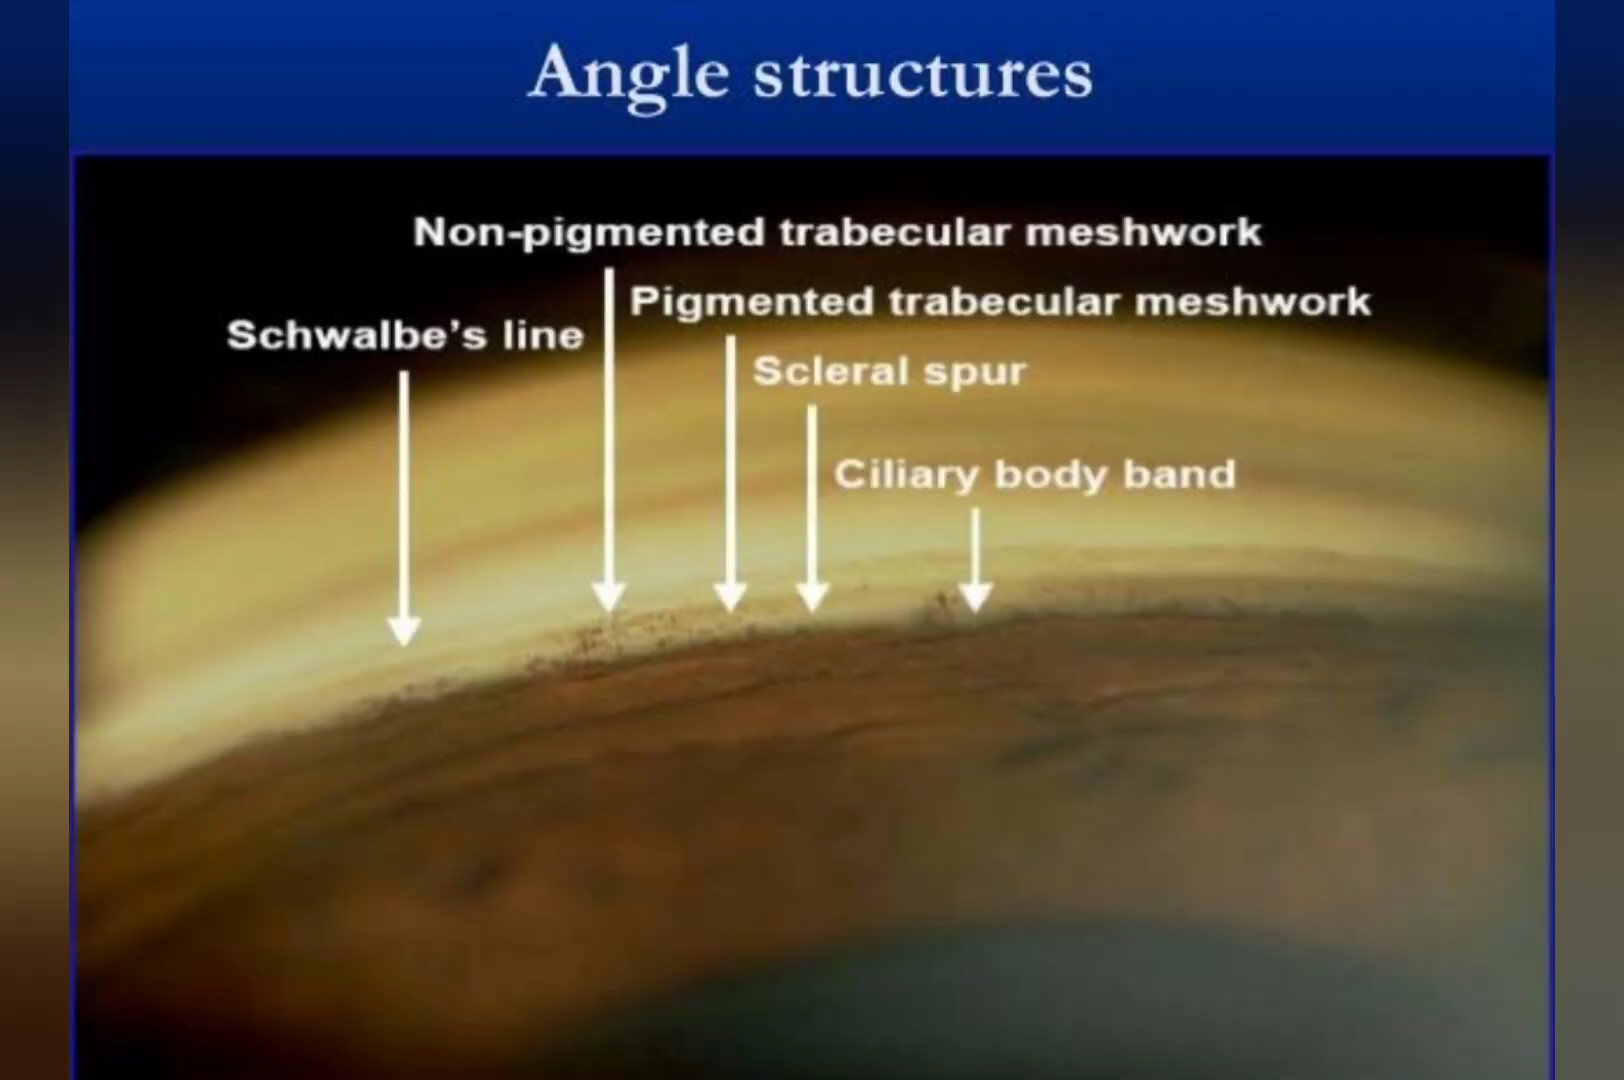 Angle structures
Non-pigmented trabecular meshwork
Pigmented trabecular meshwork
Schwalbe's line
Scleral spur
Ciliary body band